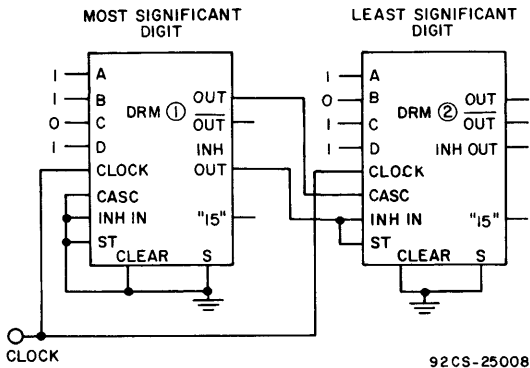 MOST SIGNIFICANT
DIGIT
1 A
1 B
0 C
1 D
CLOCK
CASC
INH IN
ST
DRM ①
OUT
OUT
INH
OUT
"15"
CLEAR S
LEAST SIGNIFICANT
DIGIT
1 A
0 B
1 C
1 D
CLOCK
CASC
INH IN
ST
DRM ②
OUT
OUT
INH OUT
"15"
CLEAR S
CLOCK
92CS-25008